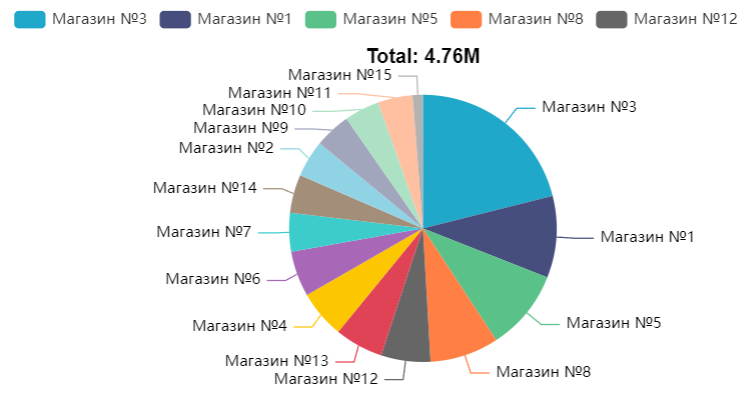 Магазин №3 Магазин №1 Магазин №5 Магазин №8 Магазин №12
Total: 4.76M
Магазин №15
Магазин №11
Магазин №10
Магазин №9
Магазин №2
Магазин №14
Магазин №7
Магазин №6
Магазин №4
Магазин №13
Магазин №12
Магазин №3
Магазин №1
Магазин №5
Магазин №8